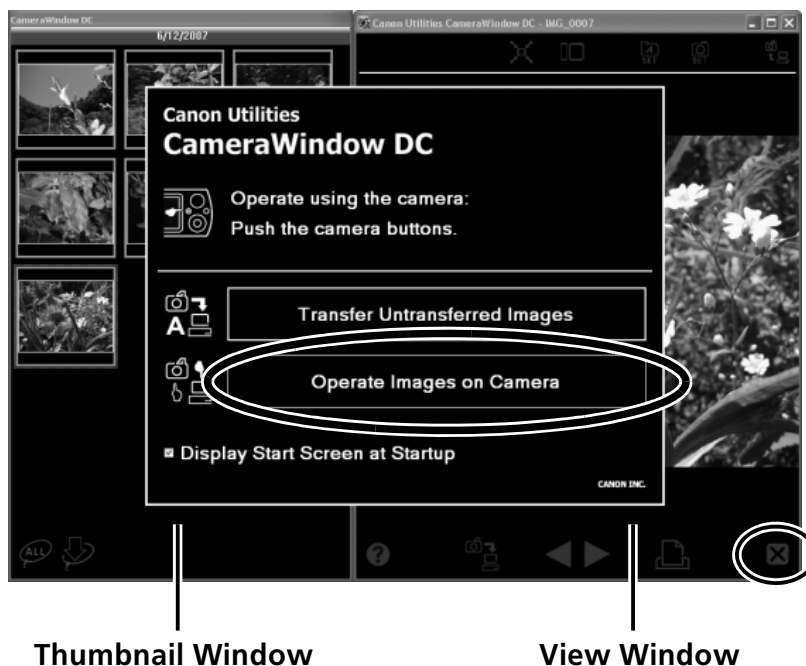 CameraWindow DC
6/12/2007
Canon Utilities CameraWindow DC - IMG_0007
SET
SET
Canon Utilities
CameraWindow DC
Operate using the camera:
Push the camera buttons.
A
Transfer Untransferred Images
Operate Images on Camera
Display Start Screen at Startup
CANON INC.
ALL
?
Thumbnail Window
View Window